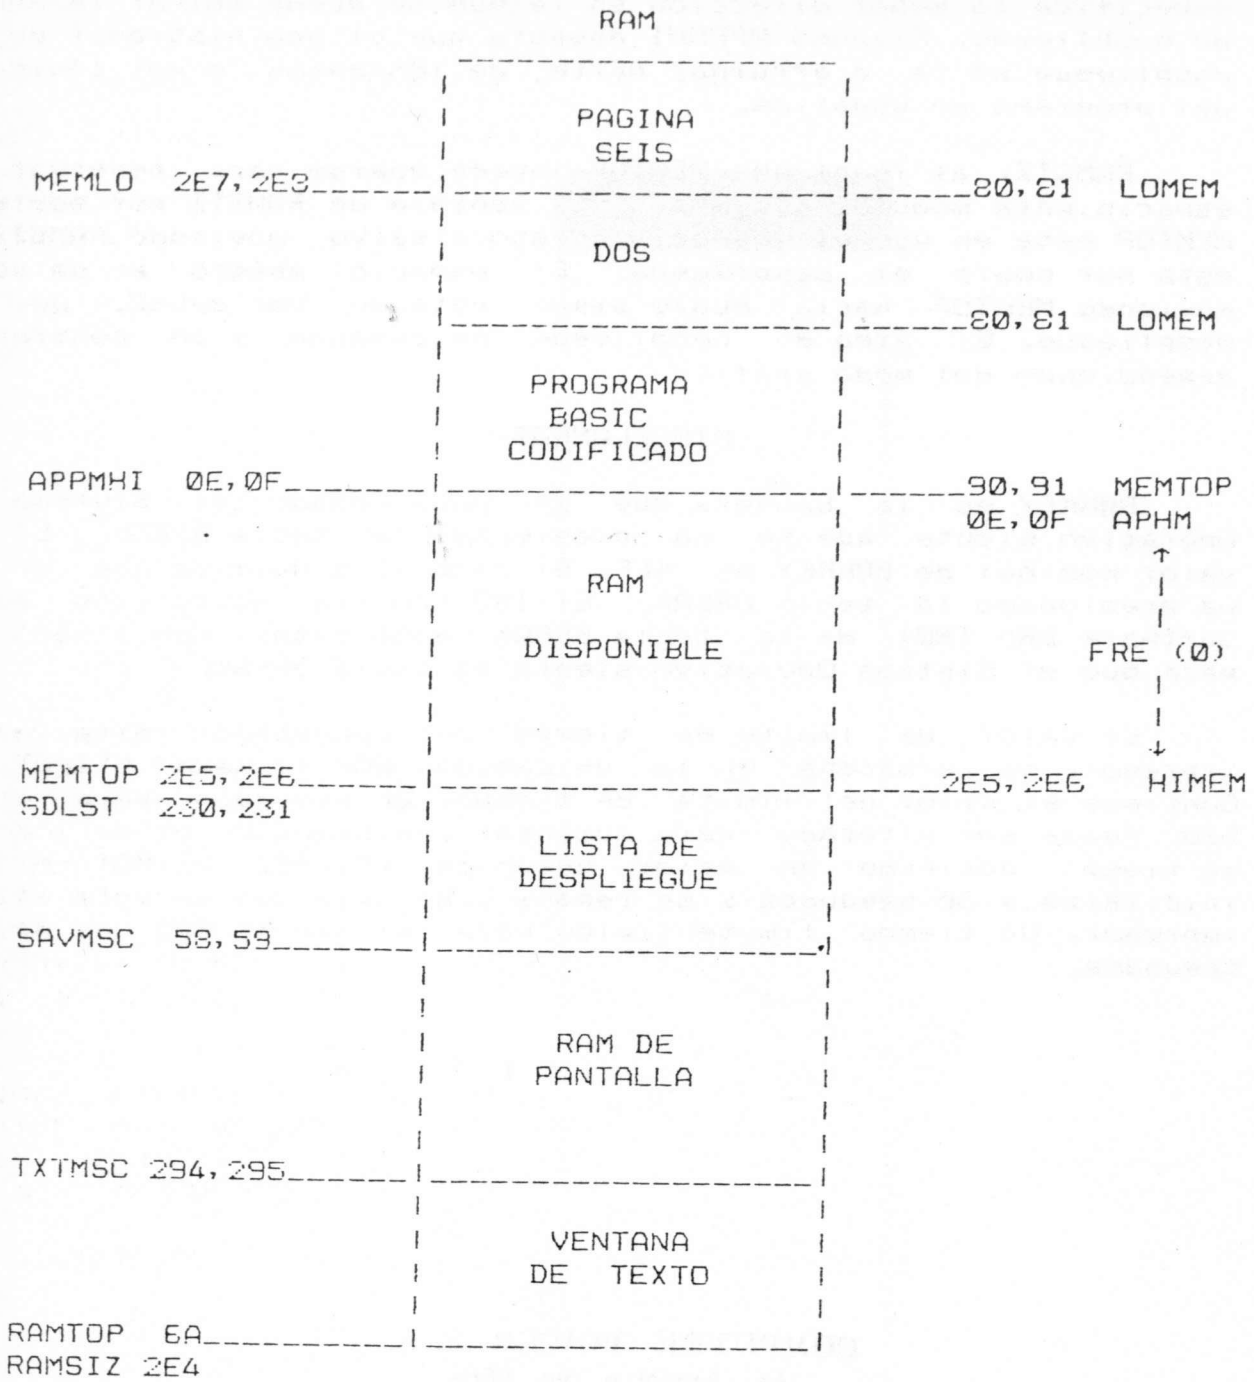 RAM
PAGINA
SEIS
MEMLO 2E7,2E8 80,81 LOMEM
DOS
80,81 LOMEM
PROGRAMA
BASIC
CODIFICADO
APPMHI 0E,0F 90,91 MEMTOP
0E,0F APHM
RAM
DISPONIBLE FRE (0)
MEMTOP 2E5,2E6 2E5,2E6 HIMEM
SDLST 230,231
LISTA DE
DESPLIEGUE
SAVMSC 58,59
RAM DE
PANTALLA
TXTMSC 294,295
VENTANA
DE TEXTO
RAMTOP 6A
RAMSIZ 2E4